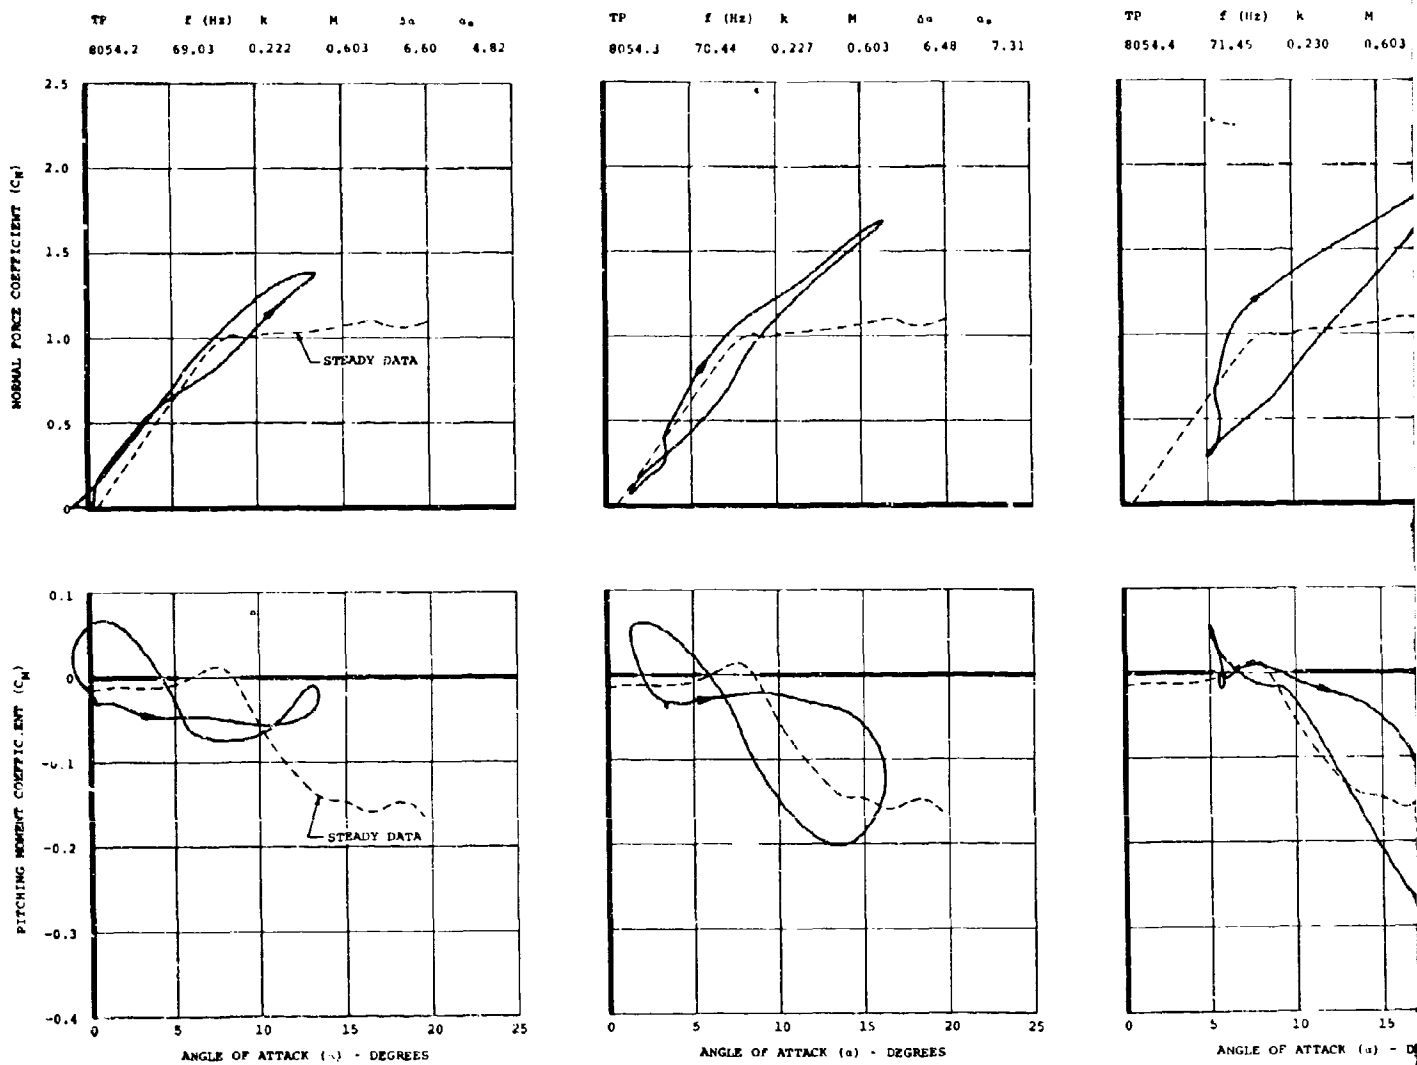 TP f (Hz) k M Δα α₀
8054.2 69.03 0.222 0.603 6.60 4.82
TP f (Hz) k M Δα α₀
8054.3 70.44 0.227 0.603 6.48 7.31
TP f (Hz) k M
8054.4 71.45 0.230 0.603
NORMAL FORCE COEFFICIENT (C_N)
2.5
2.0
1.5
1.0
0.5
0
STEADY DATA
PITCHING MOMENT COEFFICIENT (C_M)
0.1
0
-0.1
-0.2
-0.3
-0.4
STEADY DATA
0 5 10 15 20 25
0 5 10 15 20 25
0 5 10 15
ANGLE OF ATTACK (α) - DEGREES
ANGLE OF ATTACK (α) - DEGREES
ANGLE OF ATTACK (α) - D